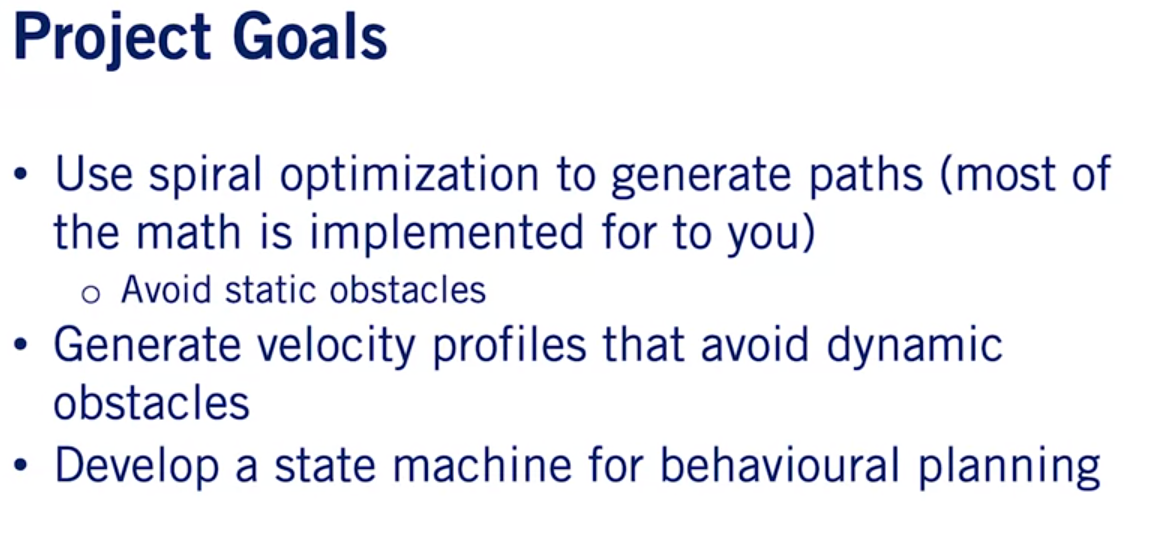 Project Goals
• Use spiral optimization to generate paths (most of
the math is implemented for to you)
○ Avoid static obstacles
• Generate velocity profiles that avoid dynamic
obstacles
• Develop a state machine for behavioural planning